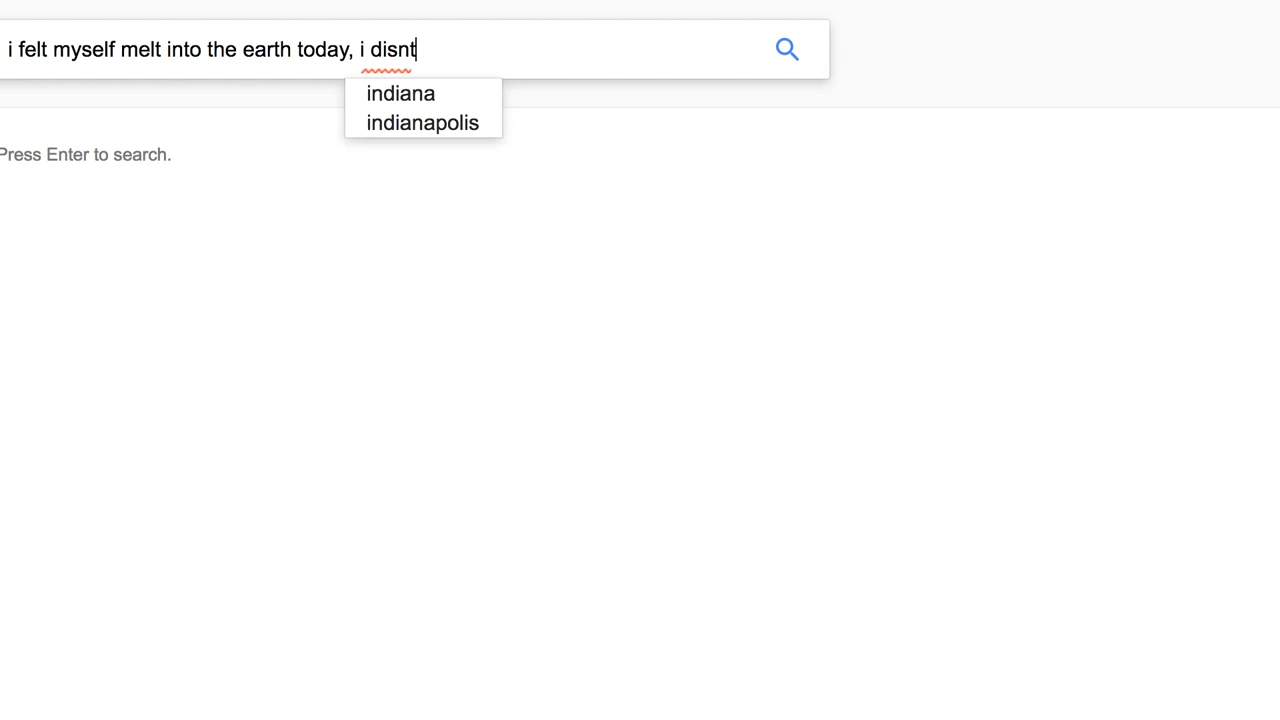 i felt myself melt into the earth today, i disnt
indiana
indianapolis
Press Enter to search.